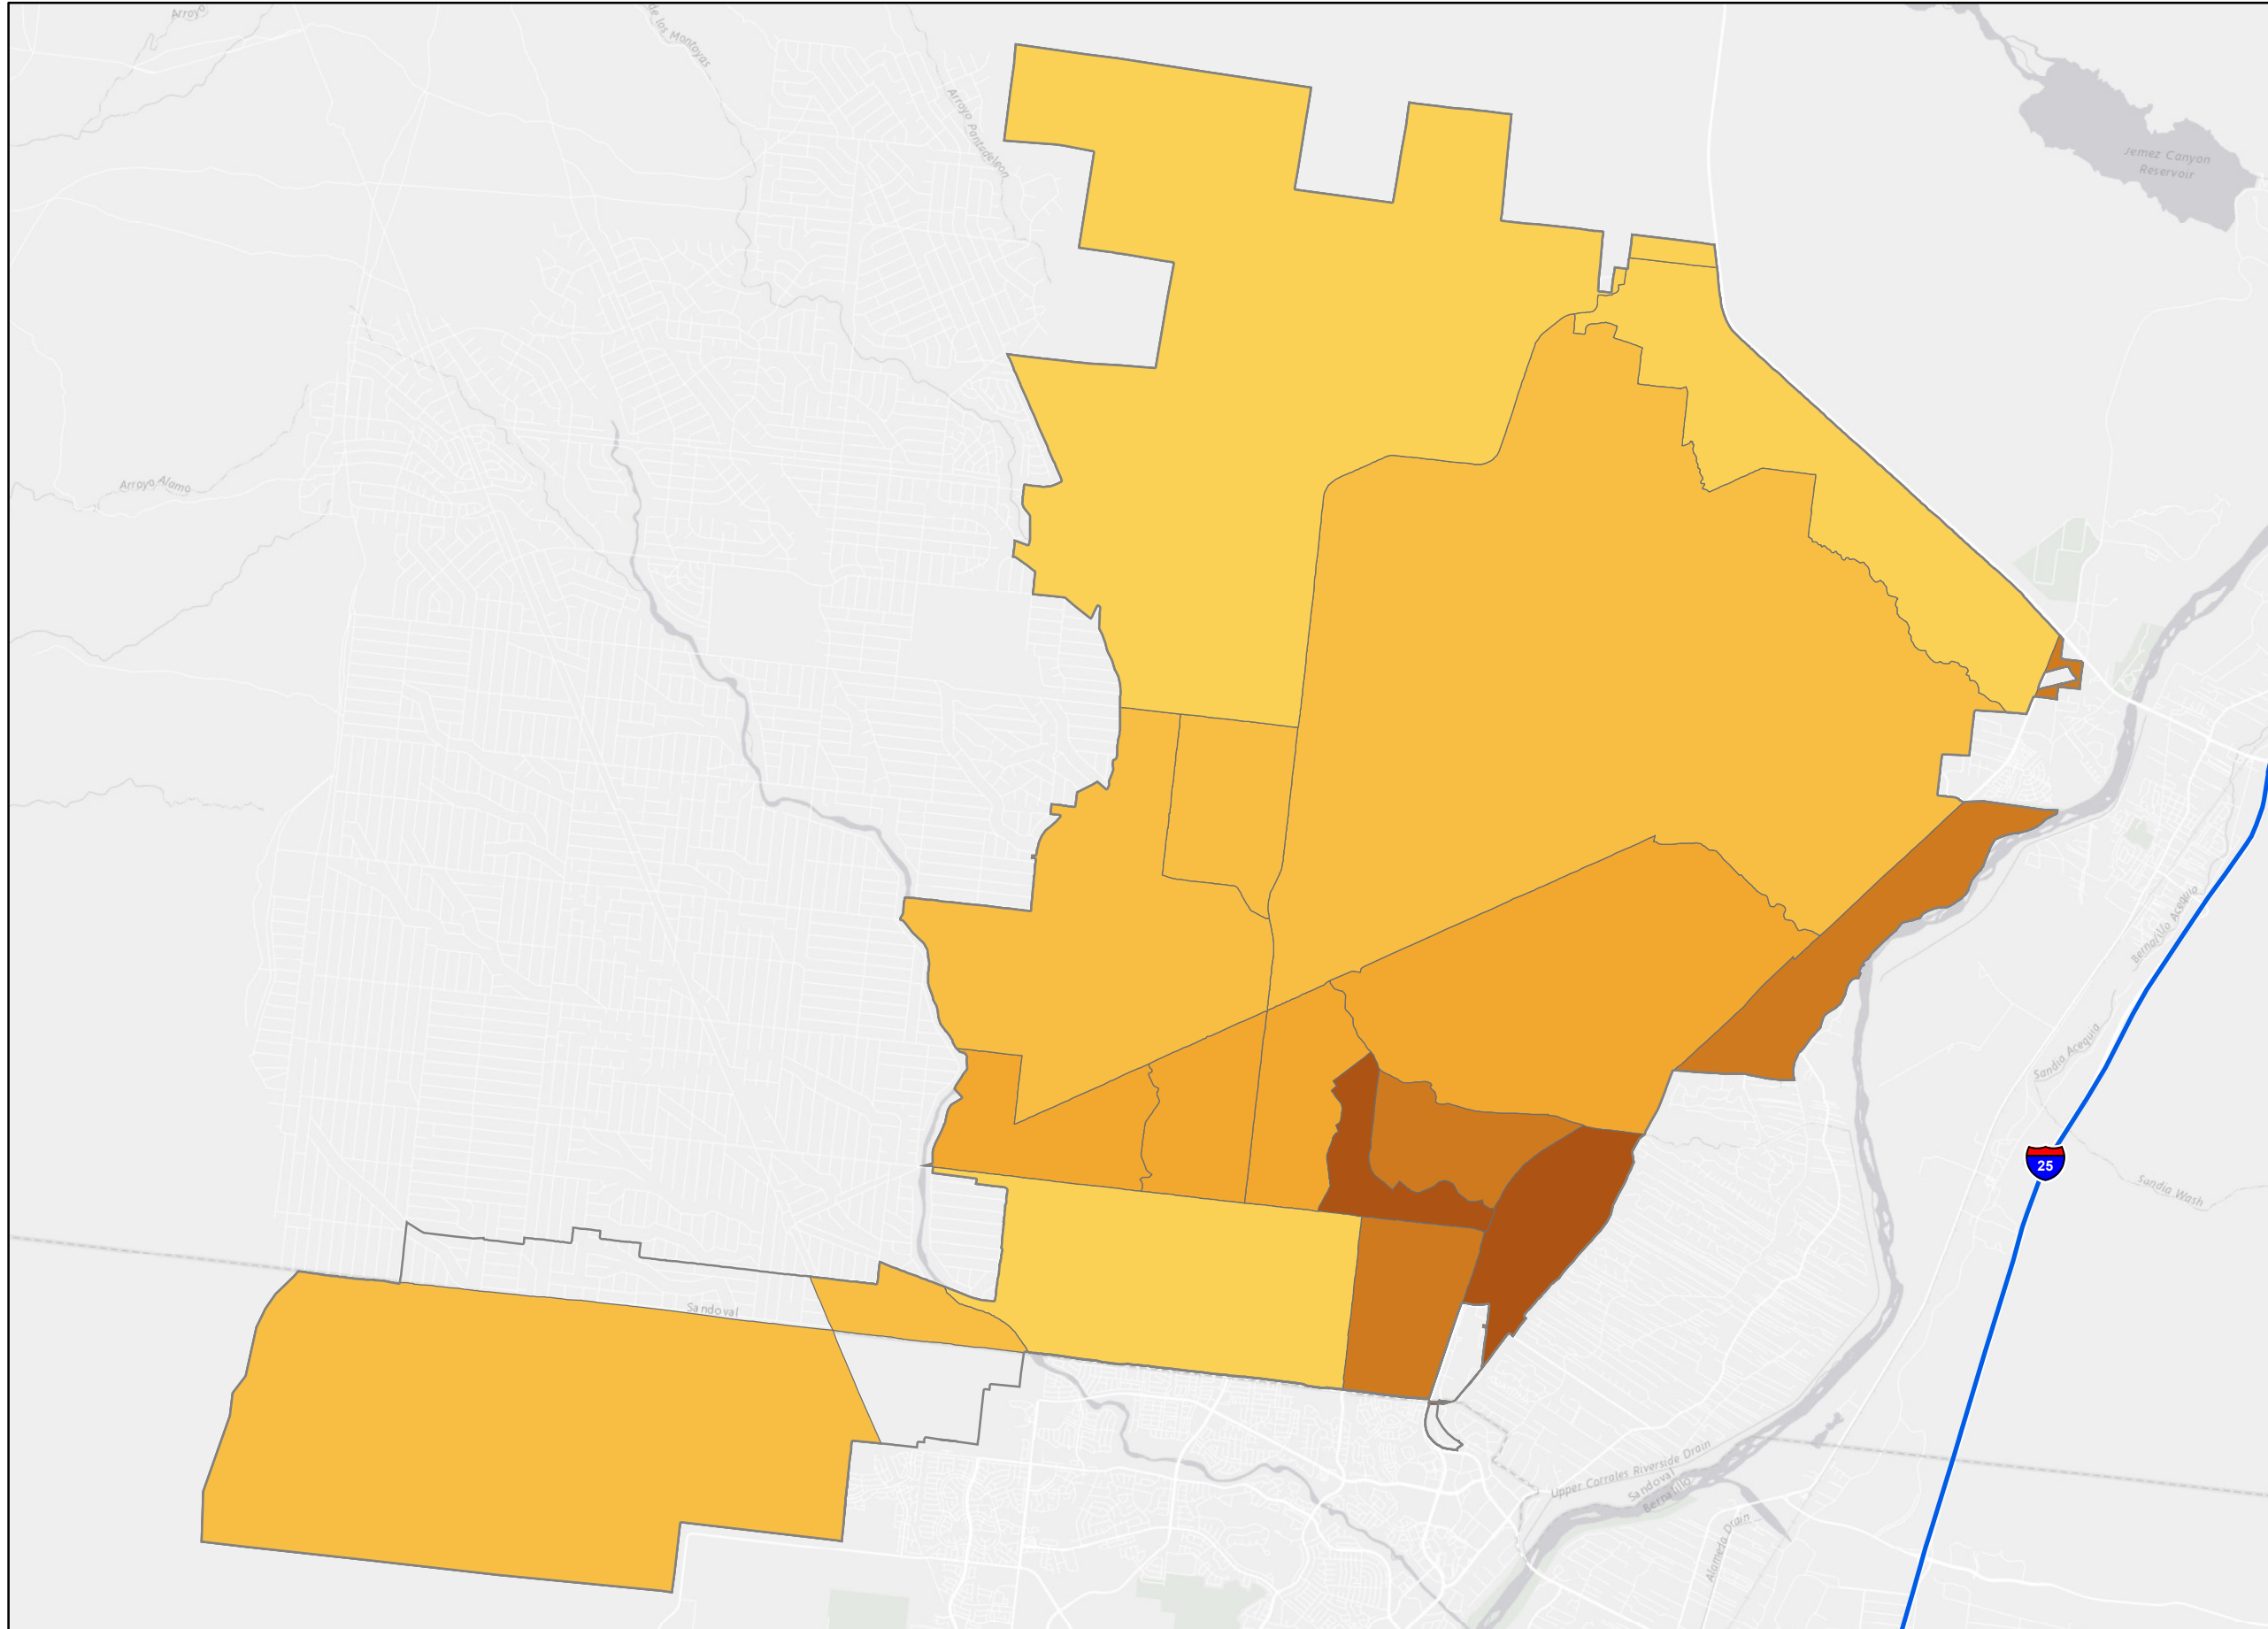 Arroyo
de los Montoyas
Arroyo Pantadeleon
Jemez Canyon
Reservoir
Arroyo Alamo
Bernalillo Acequia
Sandia Acequia
25
Sandia Wash
Sandoval
Upper Corrales Riverside Drain
Sandoval
Bernalillo
Alameda Drain